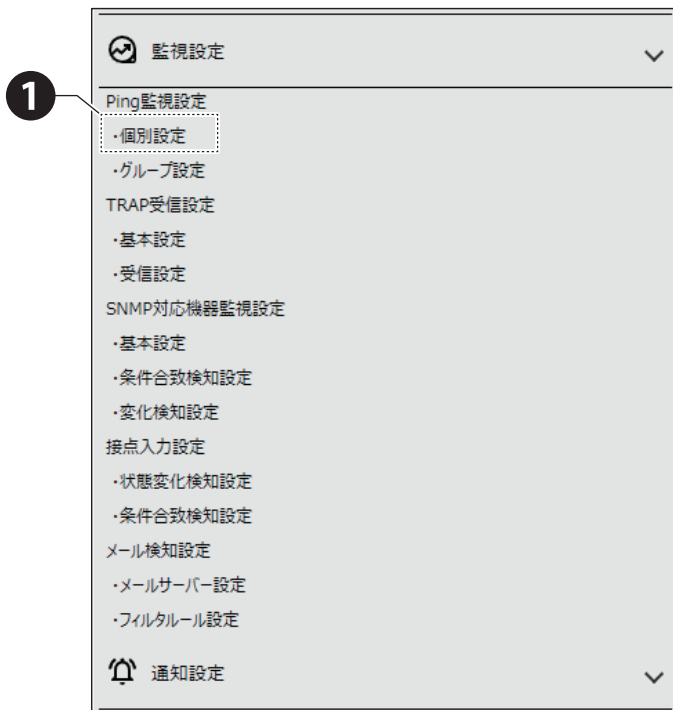 監視設定
1
Ping監視設定
・個別設定
・グループ設定
TRAP受信設定
・基本設定
・受信設定
SNMP対応機器監視設定
・基本設定
・条件合致検知設定
・変化検知設定
接点入力設定
・状態変化検知設定
・条件合致検知設定
メール検知設定
・メールサーバー設定
・フィルタルール設定
通知設定